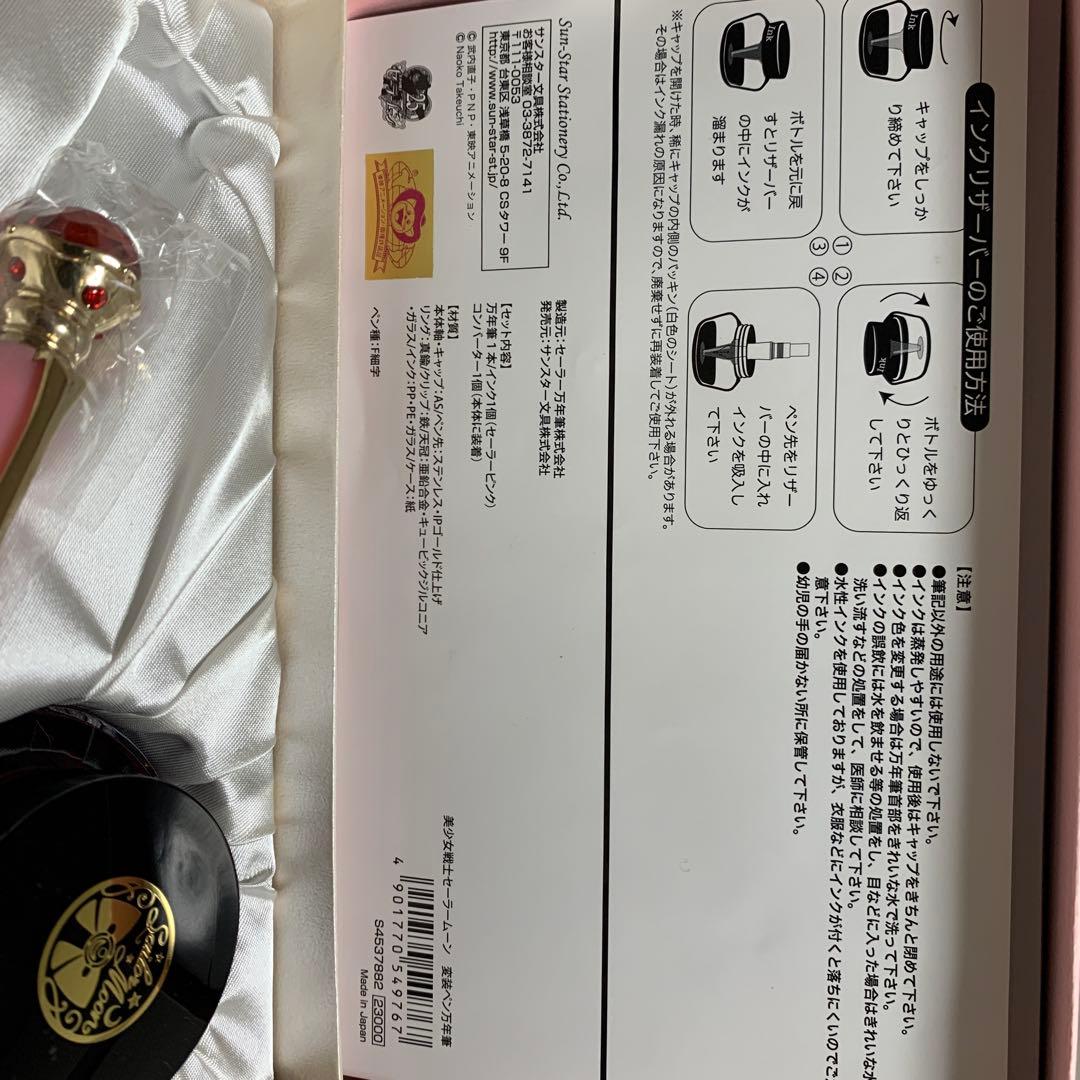 インクリザーバーのご使用方法
①
Ink
キャップをしっか
り締めて下さい
②
Ink
ボトルをゆっく
りとひっくり返
して下さい
③
Ink
ボトルを元に戻
すとリザーバー
の中にインクが
溜まります
④
ペン先をリザー
バーの中に入れ
インクを吸入し
て下さい
※キャップを開けた時、稀にキャップの内側のパッキン(白色のシート)が外れる場合があります。
その場合はインク漏れの原因になりますので、廃棄せずに再装着してご使用下さい。
【注意】
●筆記以外の用途には使用しないで下さい。
●インクは蒸発しやすいので、使用後はキャップをきちんと閉めて下さい。
●インク色を変更する場合は万年筆首部をきれいな水で洗って下さい。
●インクの誤飲には水を飲ませる等の処置をし、目などに入った場合はきれいな水
洗い流すなどの処置をして、医師に相談して下さい。
●水性インクを使用しておりますが、衣服などにインクが付くと落ちにくいのでご
意下さい。
●幼児の手の届かない所に保管して下さい。
Sun-Star Stationery Co.,Ltd.
サンスター文具株式会社
お客様相談室 03-3872-7141
〒111-0053
東京都 台東区 浅草橋 5-20-8 CSタワー 9F
http://www.sun-star-st.jp/
© 武内直子・PNP・東映アニメーション
© Naoko Takeuchi
製造元:セーラー万年筆株式会社
発売元:サンスター文具株式会社
【セット内容】
万年筆1本/インク1個(セーラーピンク)
コンバーター1個(本体に装着)
【材質】
本体軸・キャップ:AS/ペン先:ステンレス・IPゴールド仕上げ
リング:真鍮/クリップ:鉄/天冠:亜鉛合金・キュービックジルコニア
・ガラス/インク:PP・PE・ガラス/ケース:紙
ペン種:F細字
美少女戦士セーラームーン 変装ペン万年筆
4 901770 549767
S4537882 23000
Made in Japan
Sailor
Moon